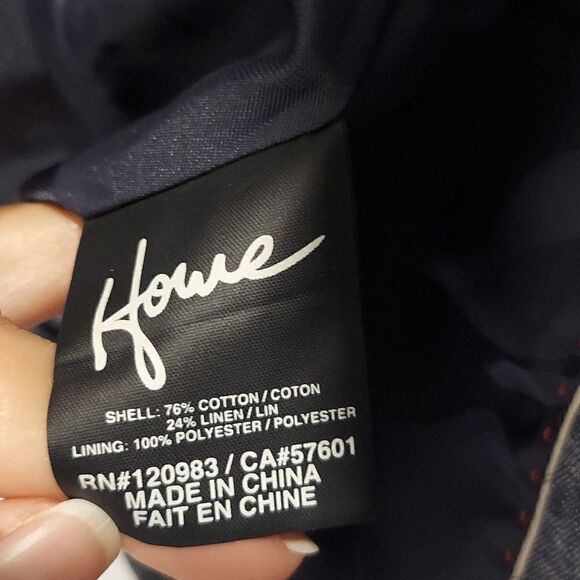 Howe
SHELL: 76% COTTON / COTON
24% LINEN / LIN
LINING: 100% POLYESTER / POLYESTER
RN#120983 / CA#57601
MADE IN CHINA
FAIT EN CHINE